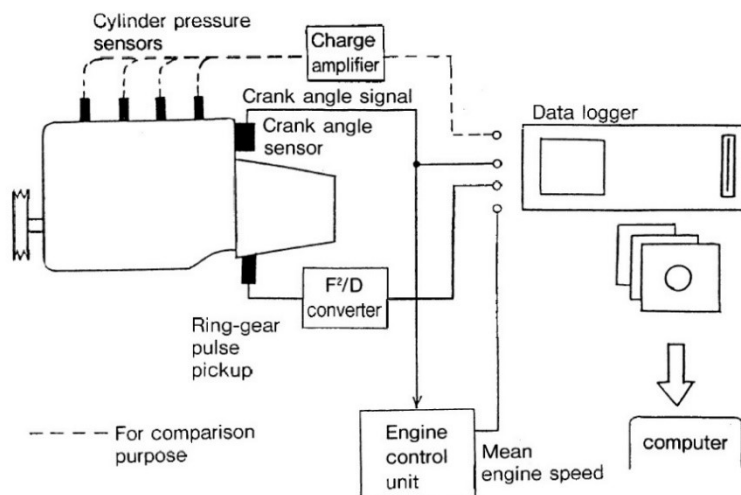 Cylinder pressure
sensors
Charge
amplifier
Crank angle signal
Crank angle
sensor
Data logger
F²/D
converter
Ring-gear
pulse
pickup
For comparison
purpose
Engine
control
unit
Mean
engine speed
computer